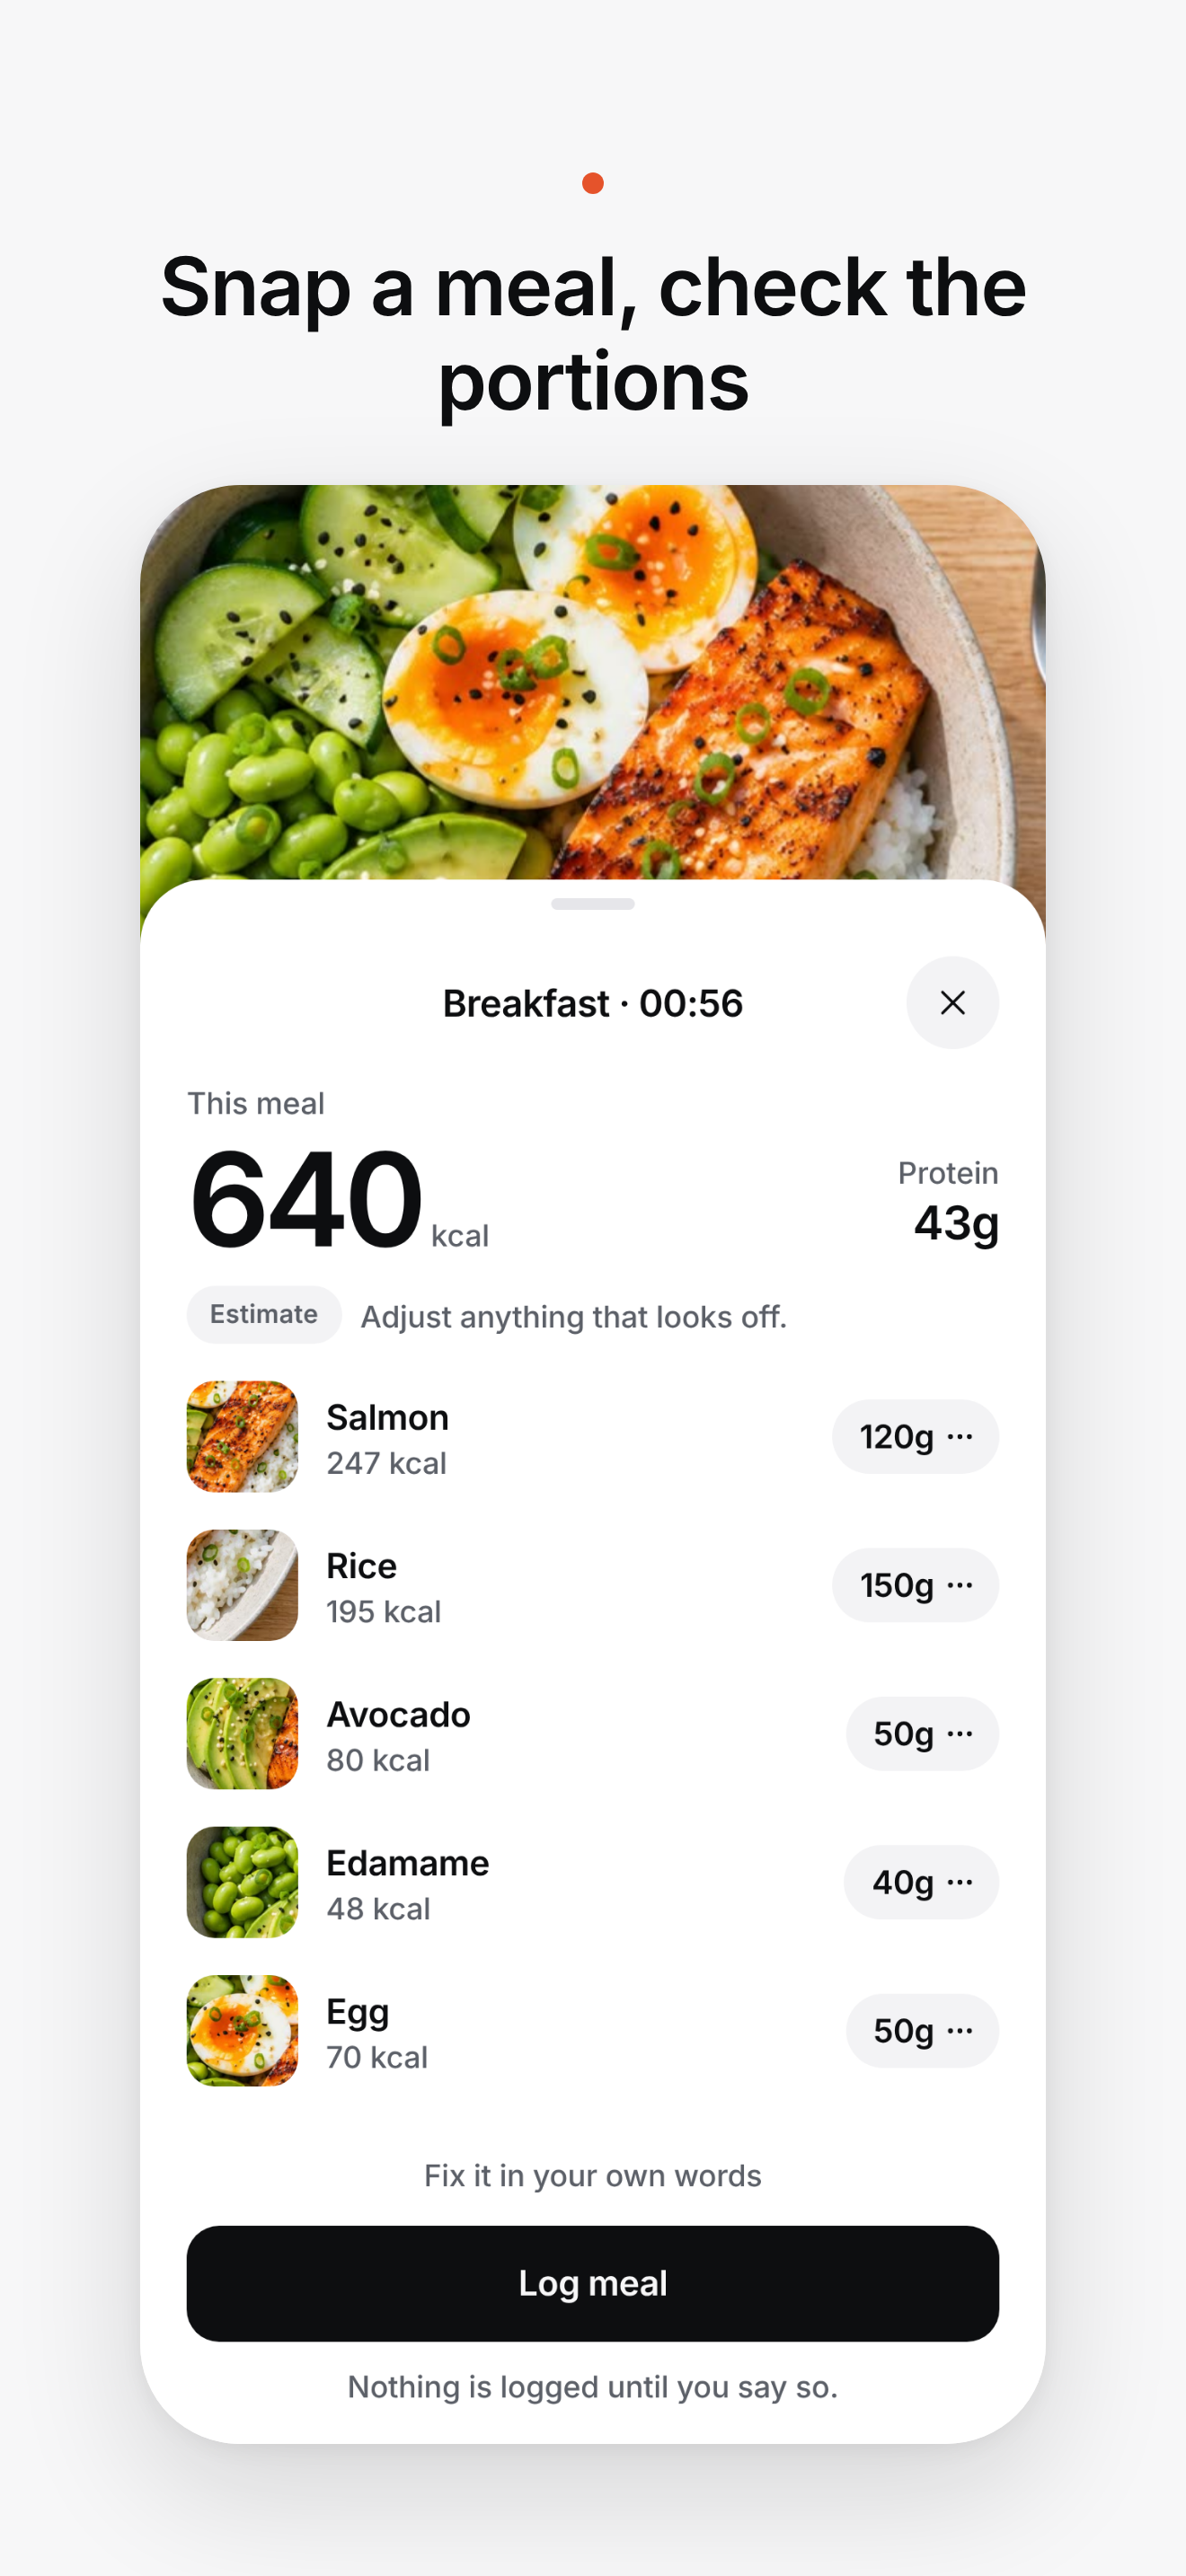 Snap a meal, check the
portions
Breakfast · 00:56
This meal
640 kcal
Protein
43g
Estimate
Adjust anything that looks off.
Salmon
247 kcal
120g ···
Rice
195 kcal
150g ···
Avocado
80 kcal
50g ···
Edamame
48 kcal
40g ···
Egg
70 kcal
50g ···
Fix it in your own words
Log meal
Nothing is logged until you say so.